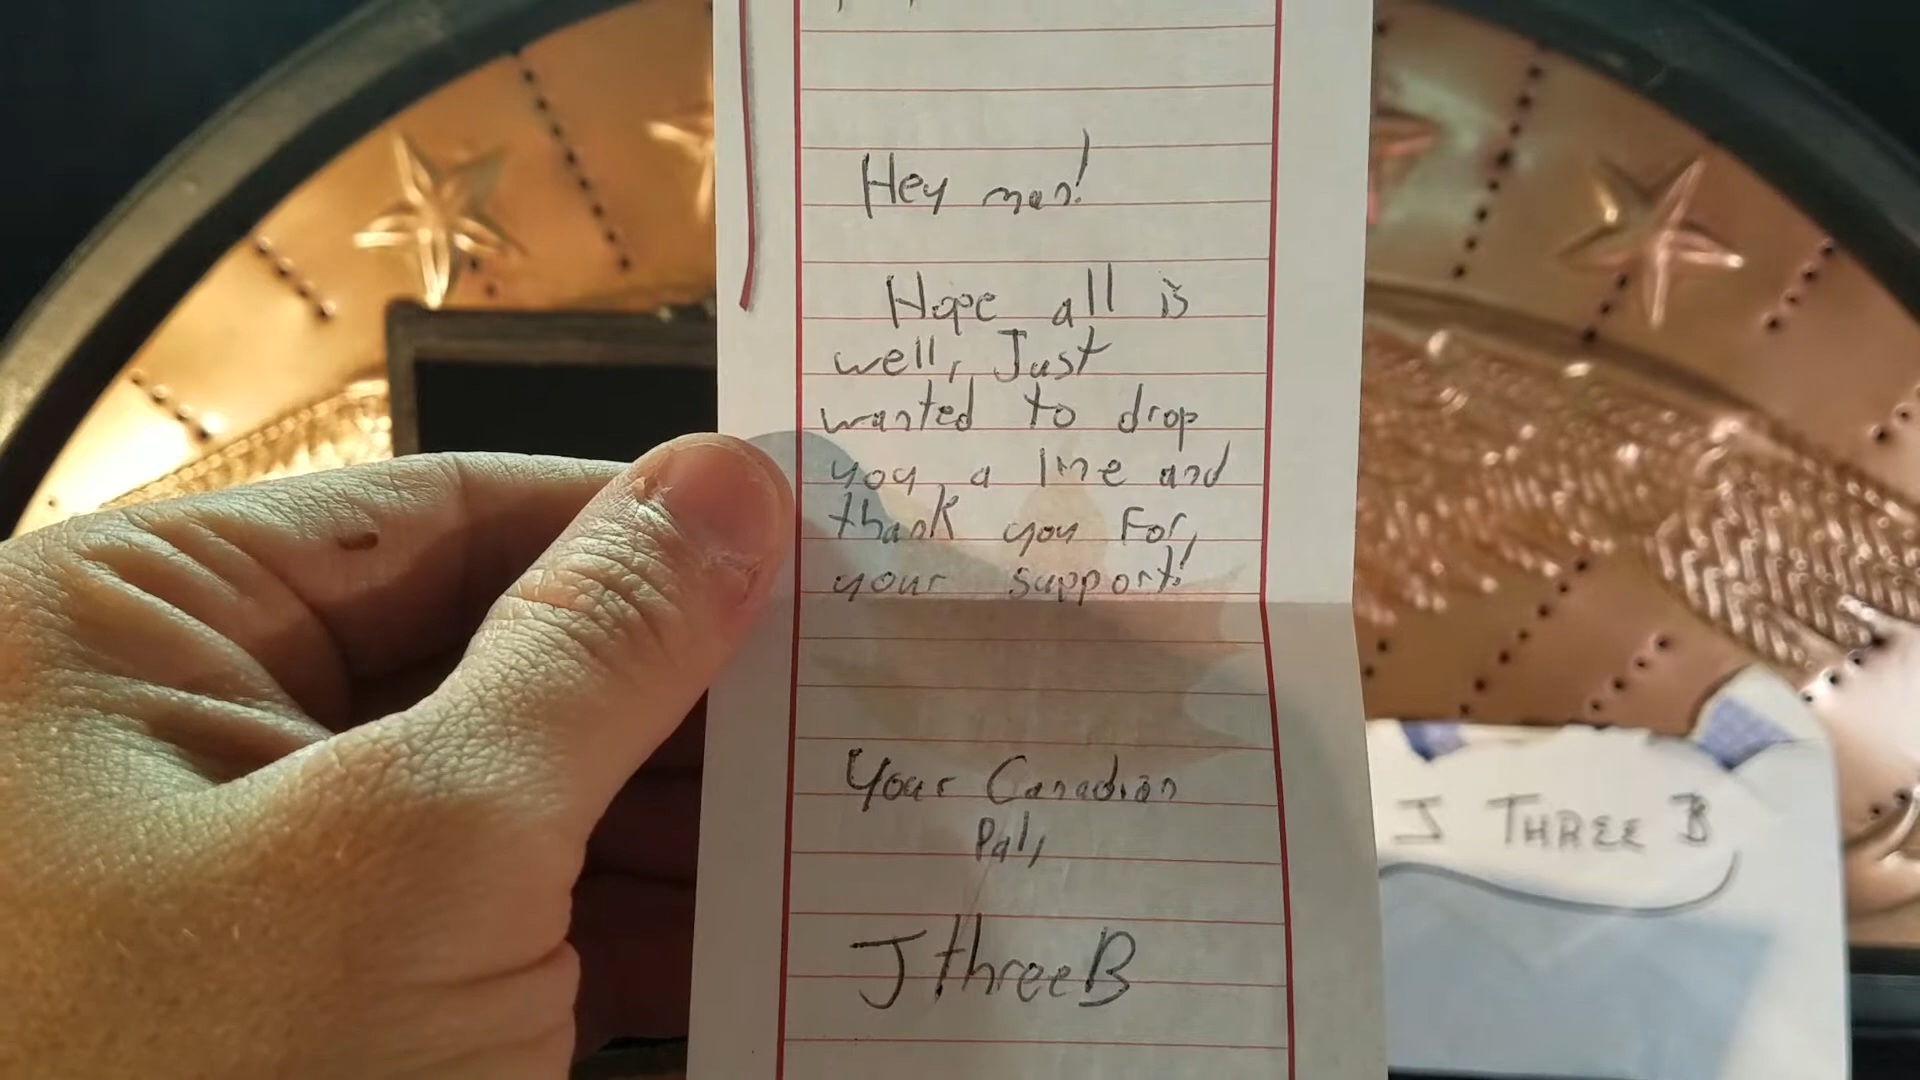 Hey man!
Hope all is
well, Just
wanted to drop
you a line and
thank you For,
your support!
Your Canadian
Pal,
JthreeB
J THREE B